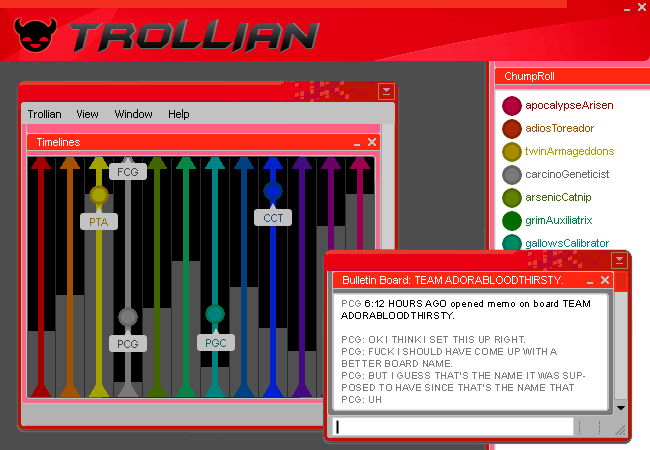 TROLLIAN
ChumpRoll
apocalypseArisen
adiosToreador
twinArmageddons
carcinoGeneticist
arsenicCatnip
grimAuxiliatrix
gallowsCalibrator
Trollian View Window Help
Timelines
FCG
PTA
CCT
PCG
PGC
Bulletin Board: TEAM ADORABLOODTHIRSTY.
PCG 6:12 HOURS AGO opened memo on board TEAM
ADORABLOODTHIRSTY.
PCG: OK I THINK I SET THIS UP RIGHT.
PCG: FUCK I SHOULD HAVE COME UP WITH A
BETTER BOARD NAME.
PCG: BUT I GUESS THAT'S THE NAME IT WAS SUP-
POSED TO HAVE SINCE THAT'S THE NAME THAT
PCG: UH